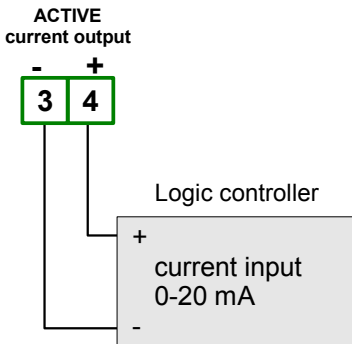 ACTIVE
current output
- +
3 4
Logic controller
+
current input
0-20 mA
-